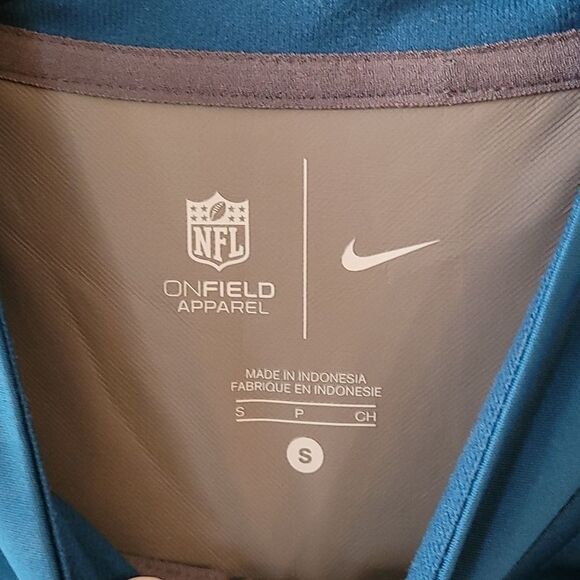 NFL
ONFIELD
APPAREL
MADE IN INDONESIA
FABRIQUE EN INDONESIE
S P CH
S